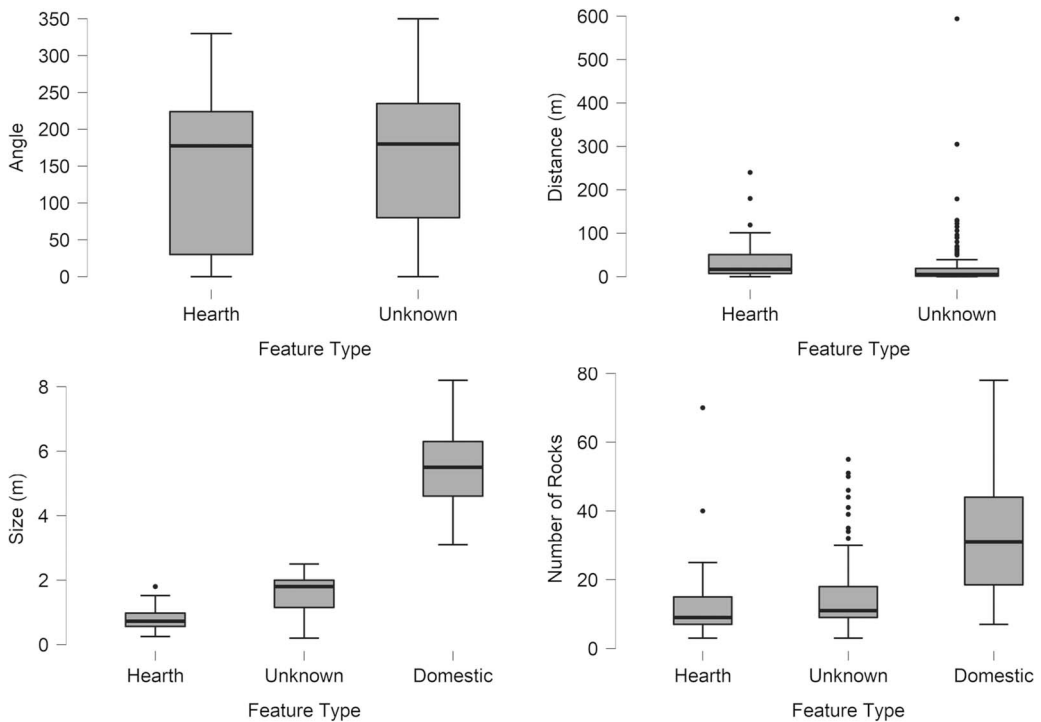 350
300
250
200
150
100
50
0
Angle
Hearth
Unknown
Feature Type
600
500
400
300
200
100
0
Distance (m)
Hearth
Unknown
Feature Type
8
6
4
2
0
Size (m)
Hearth
Unknown
Domestic
Feature Type
80
60
40
20
0
Number of Rocks
Hearth
Unknown
Domestic
Feature Type